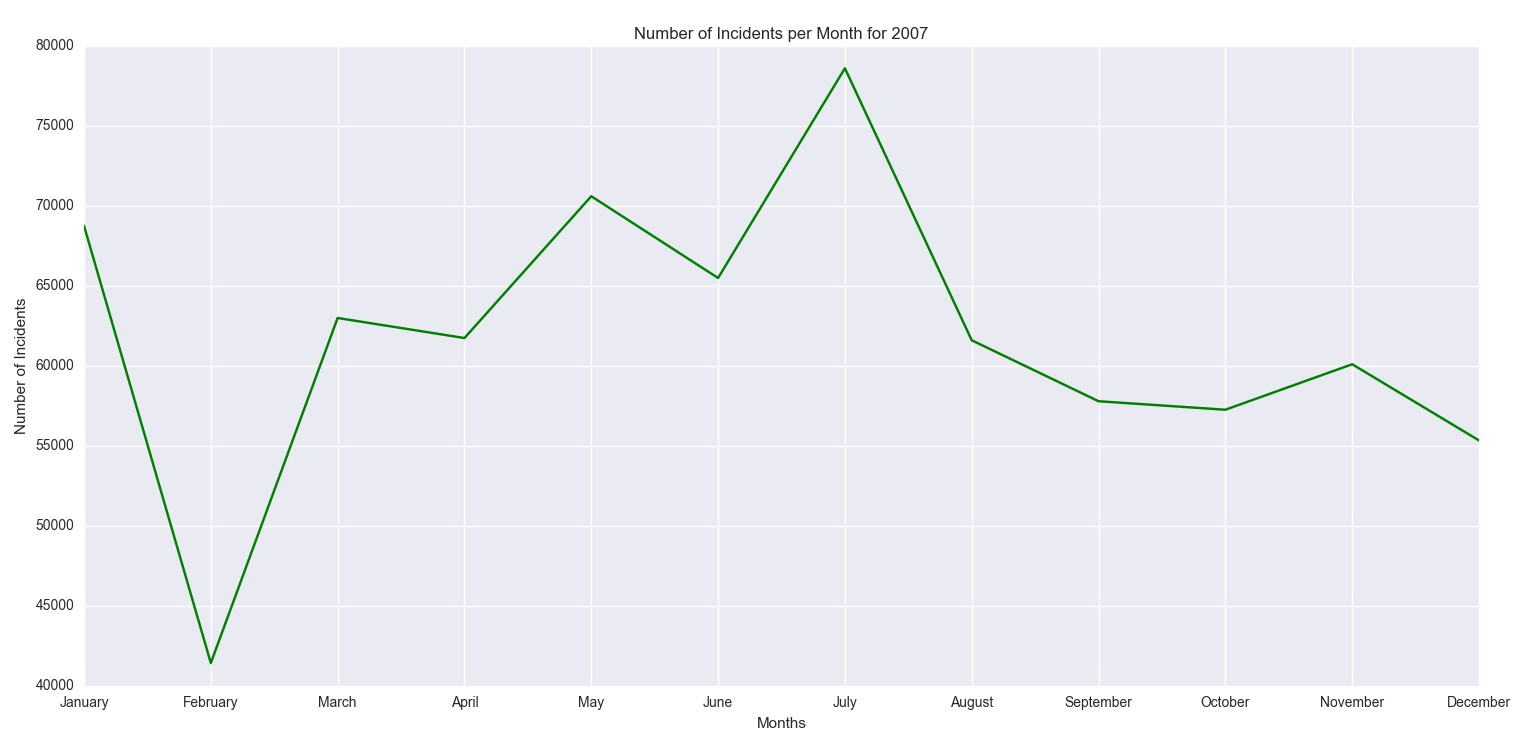 Number of Incidents per Month for 2007
80000
75000
70000
65000
60000
55000
50000
45000
40000
Number of Incidents
January February March April May June July August September October November December
Months